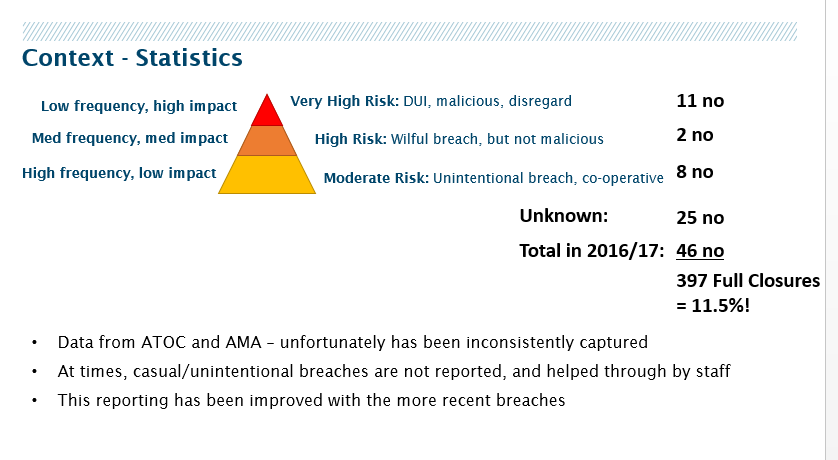 Context - Statistics
Low frequency, high impact
Very High Risk: DUI, malicious, disregard
11 no
Med frequency, med impact
High Risk: Wilful breach, but not malicious
2 no
High frequency, low impact
Moderate Risk: Unintentional breach, co-operative
8 no
Unknown:
25 no
Total in 2016/17:
46 no
397 Full Closures
= 11.5%!
• Data from ATOC and AMA – unfortunately has been inconsistently captured
• At times, casual/unintentional breaches are not reported, and helped through by staff
• This reporting has been improved with the more recent breaches